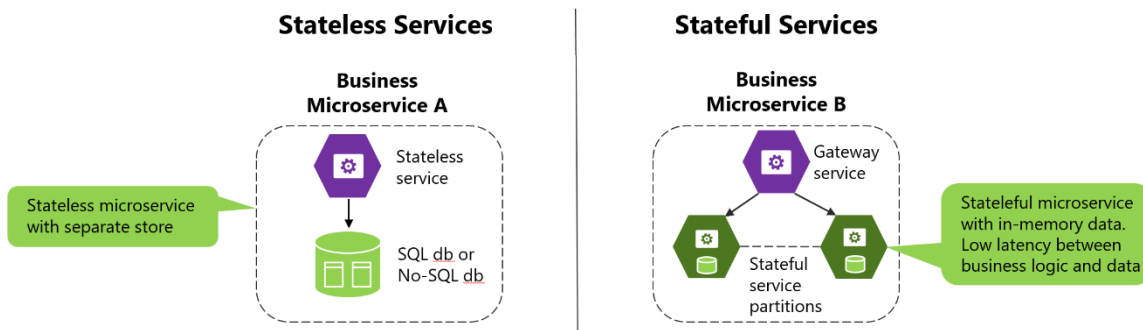 Stateless Services
Business
Microservice A
Stateless
service
Stateless microservice
with separate store
SQL db or
No-SQL db
Stateful Services
Business
Microservice B
Gateway
service
Stateleful microservice
with in-memory data.
Low latency between
business logic and data
Stateful
service
partitions